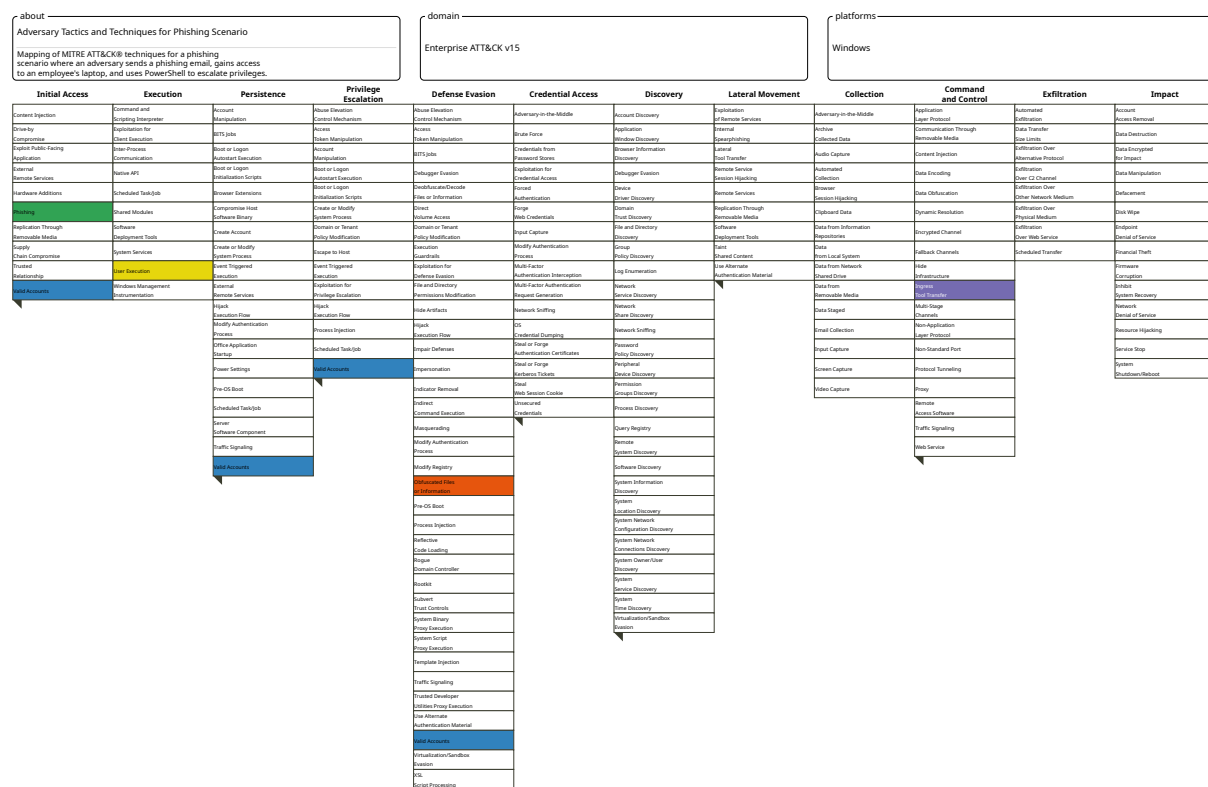 about
Adversary Tactics and Techniques for Phishing Scenario
Mapping of MITRE ATT&CK® techniques for a phishing
scenario where an adversary sends a phishing email, gains access
to an employee's laptop, and uses PowerShell to escalate privileges.
domain
Enterprise ATT&CK v15
platforms
Windows
Initial Access
Content Injection
Drive-by
Compromise
Exploit Public-Facing
Application
External
Remote Services
Hardware Additions
Phishing
Replication Through
Removable Media
Supply
Chain Compromise
Trusted
Relationship
Valid Accounts
Execution
Command and
Scripting Interpreter
Exploitation for
Client Execution
Inter-Process
Communication
Native API
Scheduled Task/Job
Shared Modules
Software
Deployment Tools
System Services
User Execution
Windows Management
Instrumentation
Persistence
Account
Manipulation
BITS Jobs
Boot or Logon
Autostart Execution
Boot or Logon
Initialization Scripts
Browser Extensions
Compromise Host
Software Binary
Create Account
Create or Modify
System Process
Event Triggered
Execution
External
Remote Services
Hijack
Execution Flow
Modify Authentication
Process
Office Application
Startup
Power Settings
Pre-OS Boot
Scheduled Task/Job
Server
Software Component
Traffic Signaling
Valid Accounts
Privilege
Escalation
Abuse Elevation
Control Mechanism
Access
Token Manipulation
Account
Manipulation
Boot or Logon
Autostart Execution
Boot or Logon
Initialization Scripts
Create or Modify
System Process
Domain or Tenant
Policy Modification
Escape to Host
Event Triggered
Execution
Exploitation for
Privilege Escalation
Hijack
Execution Flow
Process Injection
Scheduled Task/Job
Valid Accounts
Defense Evasion
Abuse Elevation
Control Mechanism
Access
Token Manipulation
BITS Jobs
Debugger Evasion
Deobfuscate/Decode
Files or Information
Direct
Volume Access
Domain or Tenant
Policy Modification
Execution
Guardrails
Exploitation for
Defense Evasion
File and Directory
Permissions Modification
Hide Artifacts
Hijack
Execution Flow
Impair Defenses
Impersonation
Indicator Removal
Indirect
Command Execution
Masquerading
Modify Authentication
Process
Modify Registry
Obfuscated Files
or Information
Pre-OS Boot
Process Injection
Reflective
Code Loading
Rogue
Domain Controller
Rootkit
Subvert
Trust Controls
System Binary
Proxy Execution
System Script
Proxy Execution
Template Injection
Traffic Signaling
Trusted Developer
Utilities Proxy Execution
Use Alternate
Authentication Material
Valid Accounts
Virtualization/Sandbox
Evasion
XSL
Script Processing
Credential Access
Adversary-in-the-Middle
Brute Force
Credentials from
Password Stores
Exploitation for
Credential Access
Forced
Authentication
Forge
Web Credentials
Input Capture
Modify Authentication
Process
Multi-Factor
Authentication Interception
Multi-Factor Authentication
Request Generation
Network Sniffing
OS
Credential Dumping
Steal or Forge
Authentication Certificates
Steal or Forge
Kerberos Tickets
Steal
Web Session Cookie
Unsecured
Credentials
Discovery
Account Discovery
Application
Window Discovery
Browser Information
Discovery
Debugger Evasion
Device
Driver Discovery
Domain
Trust Discovery
File and Directory
Discovery
Group
Policy Discovery
Log Enumeration
Network
Service Discovery
Network
Share Discovery
Network Sniffing
Password
Policy Discovery
Peripheral
Device Discovery
Permission
Groups Discovery
Process Discovery
Query Registry
Remote
System Discovery
Software Discovery
System Information
Discovery
System
Location Discovery
System Network
Configuration Discovery
System Network
Connections Discovery
System Owner/User
Discovery
System
Service Discovery
System
Time Discovery
Virtualization/Sandbox
Evasion
Lateral Movement
Exploitation
of Remote Services
Internal
Spearphishing
Lateral
Tool Transfer
Remote Service
Session Hijacking
Remote Services
Replication Through
Removable Media
Software
Deployment Tools
Taint
Shared Content
Use Alternate
Authentication Material
Collection
Adversary-in-the-Middle
Archive
Collected Data
Audio Capture
Automated
Collection
Browser
Session Hijacking
Clipboard Data
Data from Information
Repositories
Data
from Local System
Data from Network
Shared Drive
Data from
Removable Media
Data Staged
Email Collection
Input Capture
Screen Capture
Video Capture
Command
and Control
Application
Layer Protocol
Communication Through
Removable Media
Content Injection
Data Encoding
Data Obfuscation
Dynamic Resolution
Encrypted Channel
Fallback Channels
Hide
Infrastructure
Ingress
Tool Transfer
Multi-Stage
Channels
Non-Application
Layer Protocol
Non-Standard Port
Protocol Tunneling
Proxy
Remote
Access Software
Traffic Signaling
Web Service
Exfiltration
Automated
Exfiltration
Data Transfer
Size Limits
Exfiltration Over
Alternative Protocol
Exfiltration
Over C2 Channel
Exfiltration Over
Other Network Medium
Exfiltration Over
Physical Medium
Exfiltration
Over Web Service
Scheduled Transfer
Impact
Account
Access Removal
Data Destruction
Data Encrypted
for Impact
Data Manipulation
Defacement
Disk Wipe
Endpoint
Denial of Service
Financial Theft
Firmware
Corruption
Inhibit
System Recovery
Network
Denial of Service
Resource Hijacking
Service Stop
System
Shutdown/Reboot